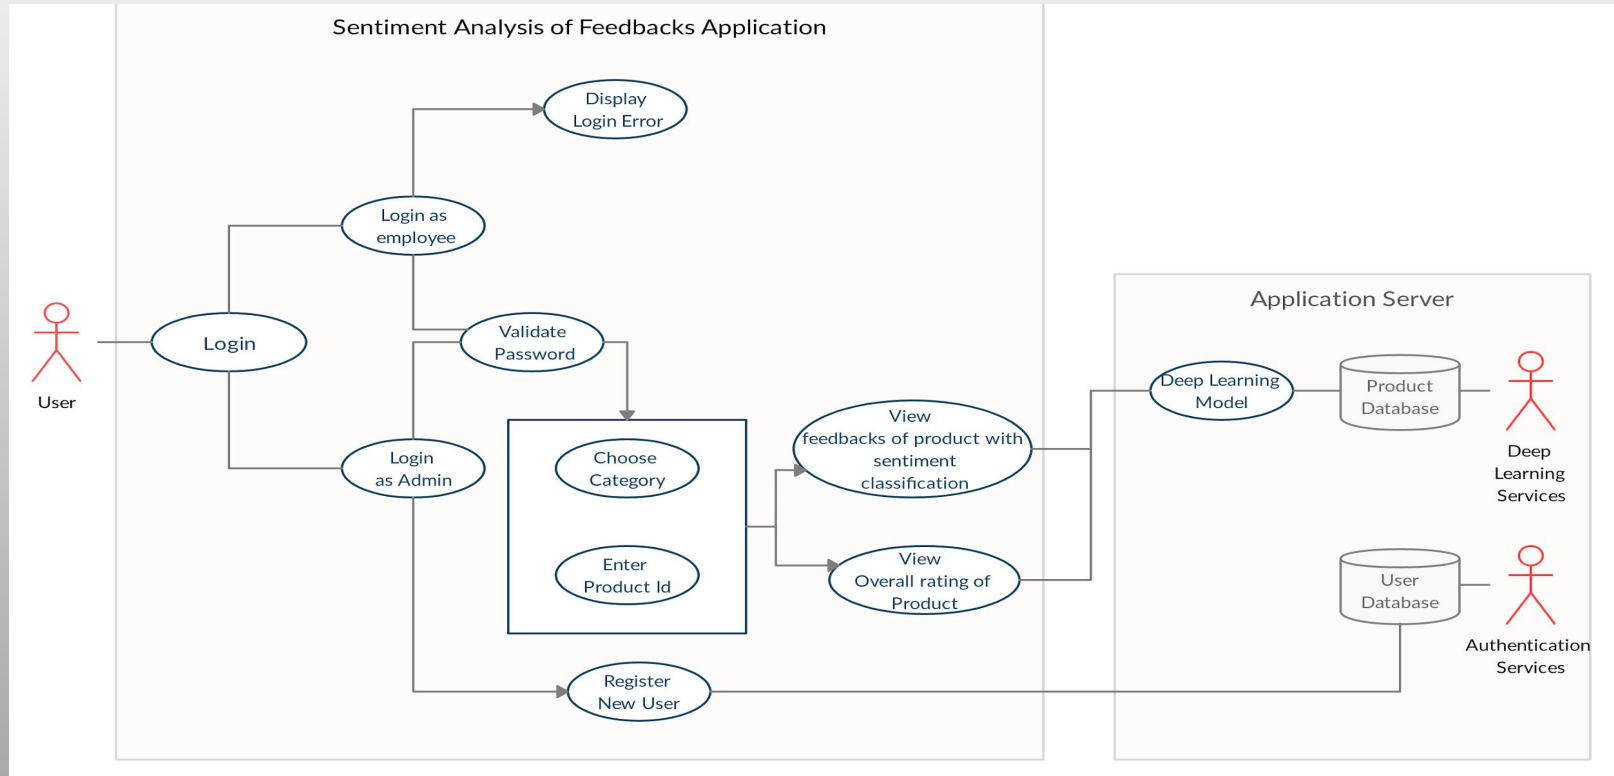 Sentiment Analysis of Feedbacks Application
Display
Login Error
Login as
employee
Login
User
Validate
Password
Login
as Admin
Choose
Category
Enter
Product Id
View
feedbacks of product with
sentiment
classification
View
Overall rating of
Product
Register
New User
Application Server
Deep Learning
Model
Product
Database
Deep
Learning
Services
User
Database
Authentication
Services